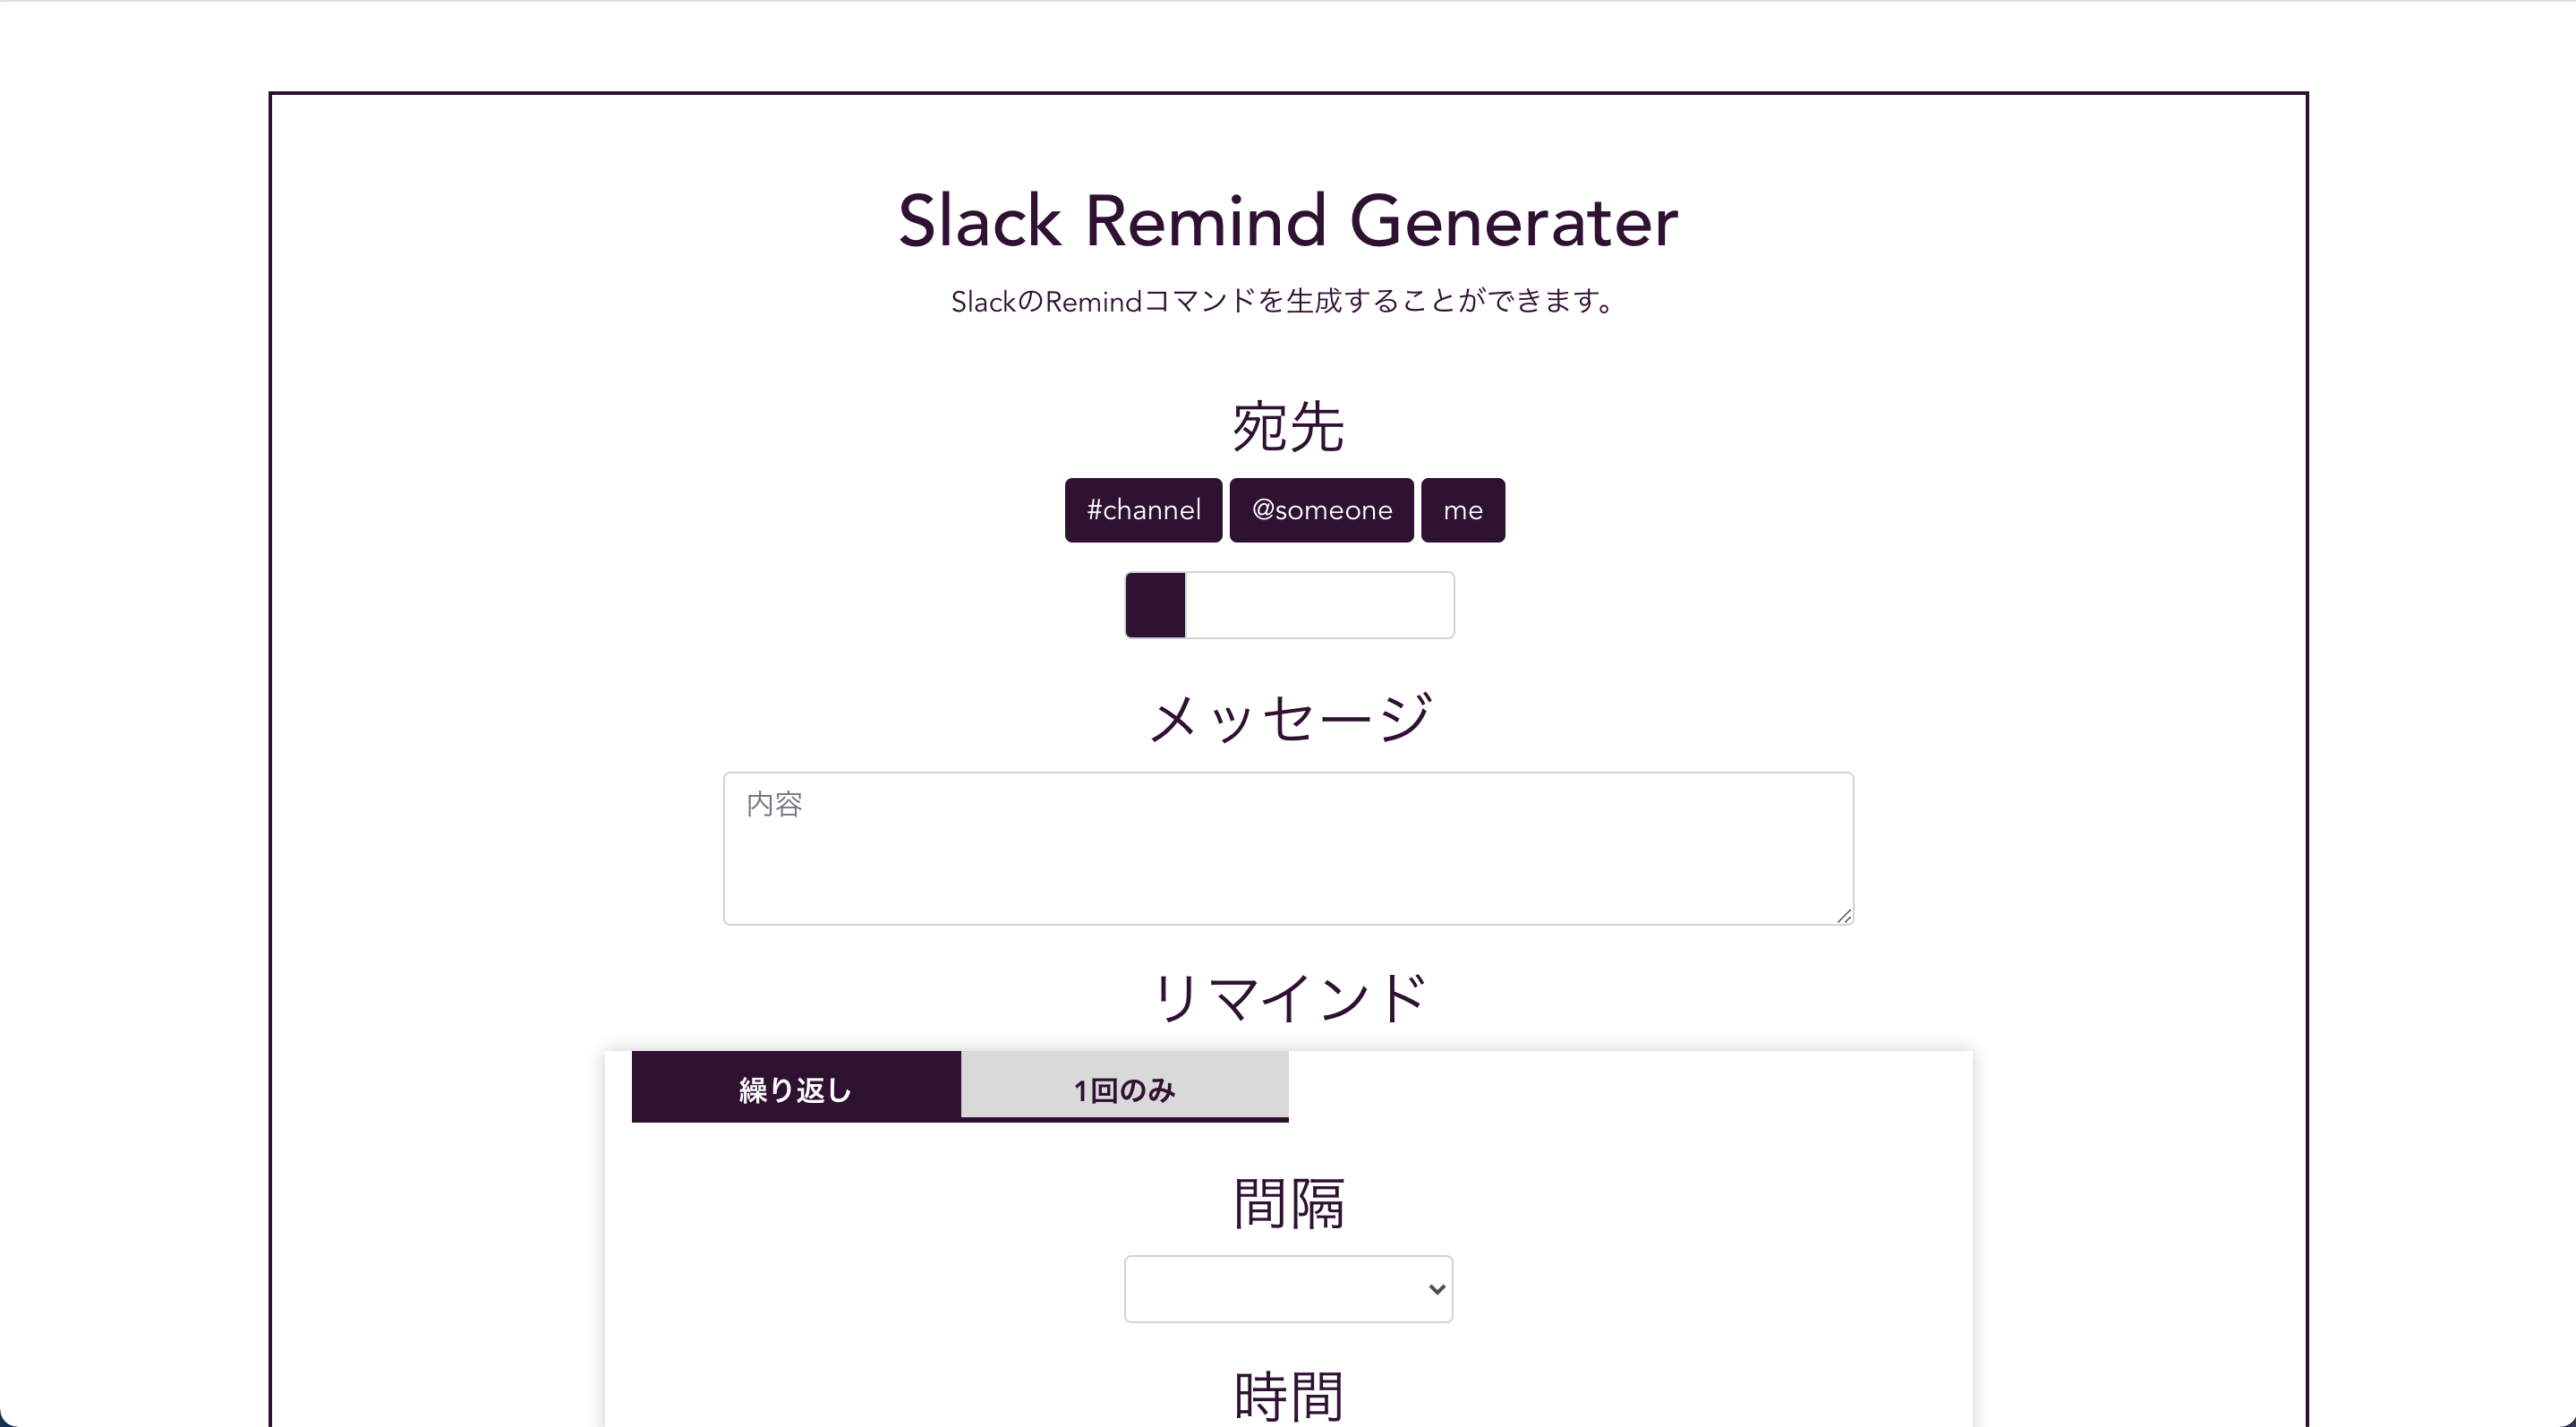 Slack Remind Generater
SlackのRemindコマンドを生成することができます。
宛先
#channel @someone me
メッセージ
内容
リマインド
繰り返し 1回のみ
間隔
時間